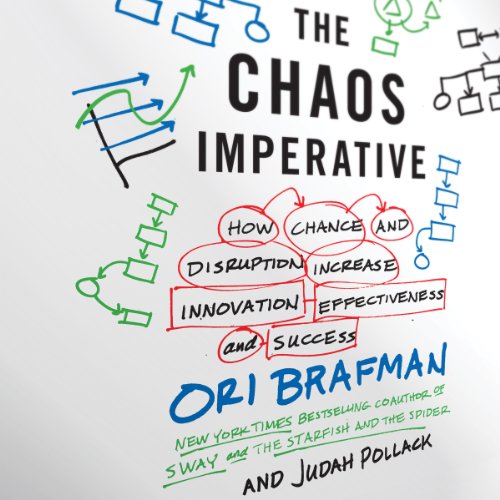 THE
CHAOS
IMPERATIVE
HOW CHANCE AND
DISRUPTION INCREASE
INNOVATION EFFECTIVENESS
and SUCCESS
ORI BRAFMAN
NEW YORK TIMES BESTSELLING COAUTHOR OF
SWAY and THE STARFISH AND THE SPIDER
AND JUDAH POLLACK